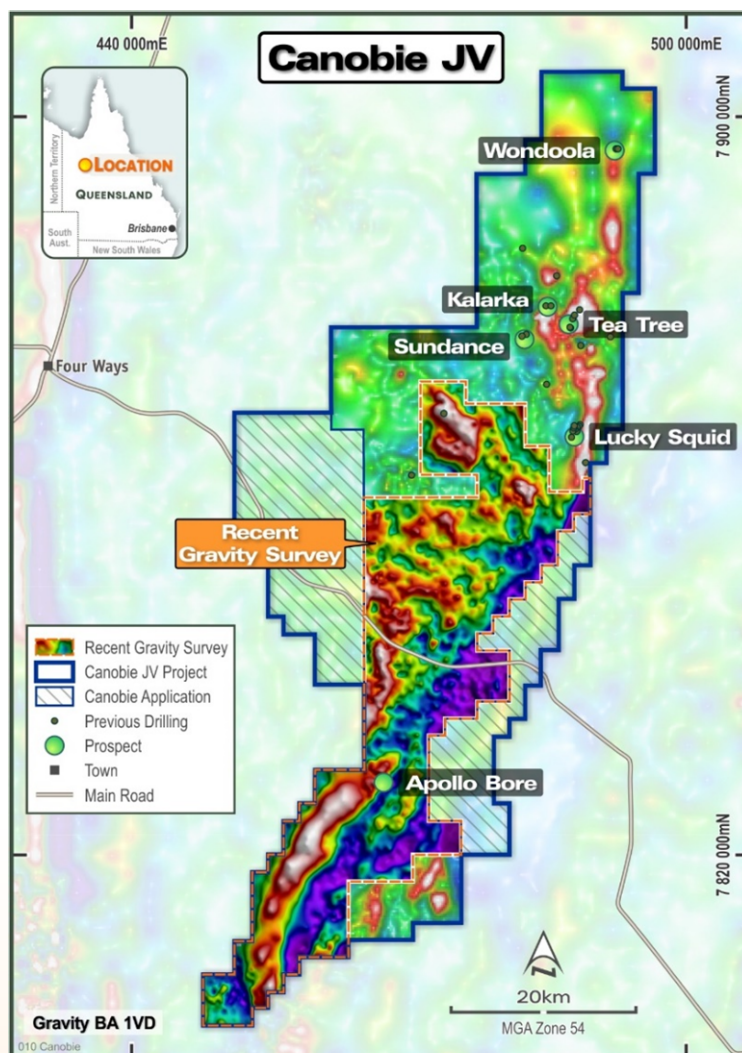 440 000mE
500 000mE
Canobie JV
7 900 000mN
LOCATION
QUEENSLAND
Northern Territory
Brisbane
South
Aust.
New South Wales
Wondoola
Kalarka
Tea Tree
Sundance
Four Ways
Lucky Squid
Recent
Gravity Survey
Recent Gravity Survey
Canobie JV Project
Canobie Application
Previous Drilling
Prospect
Town
Main Road
Apollo Bore
7 820 000mN
N
20km
MGA Zone 54
Gravity BA 1VD
010 Canobie